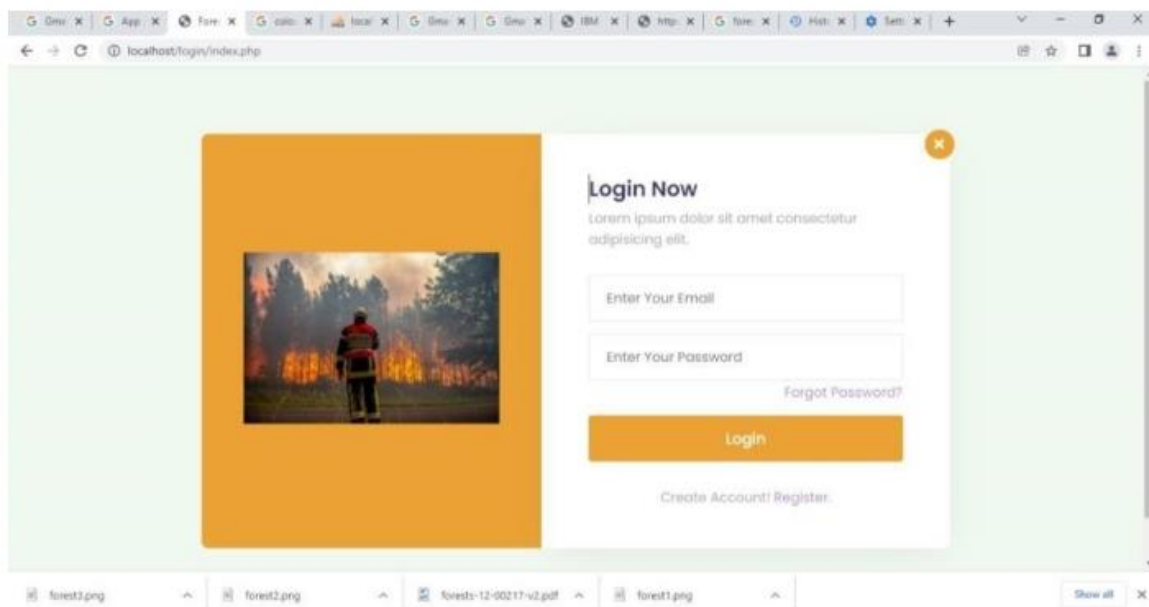 localhost/login/index.php
Login Now
Lorem ipsum dolor sit amet consectetur
adipisicing elit.
Enter Your Email
Enter Your Password
Forgot Password?
Login
Create Account! Register.
forest3.png
forest2.png
forests-12-00217-v2.pdf
forest1.png
Show all